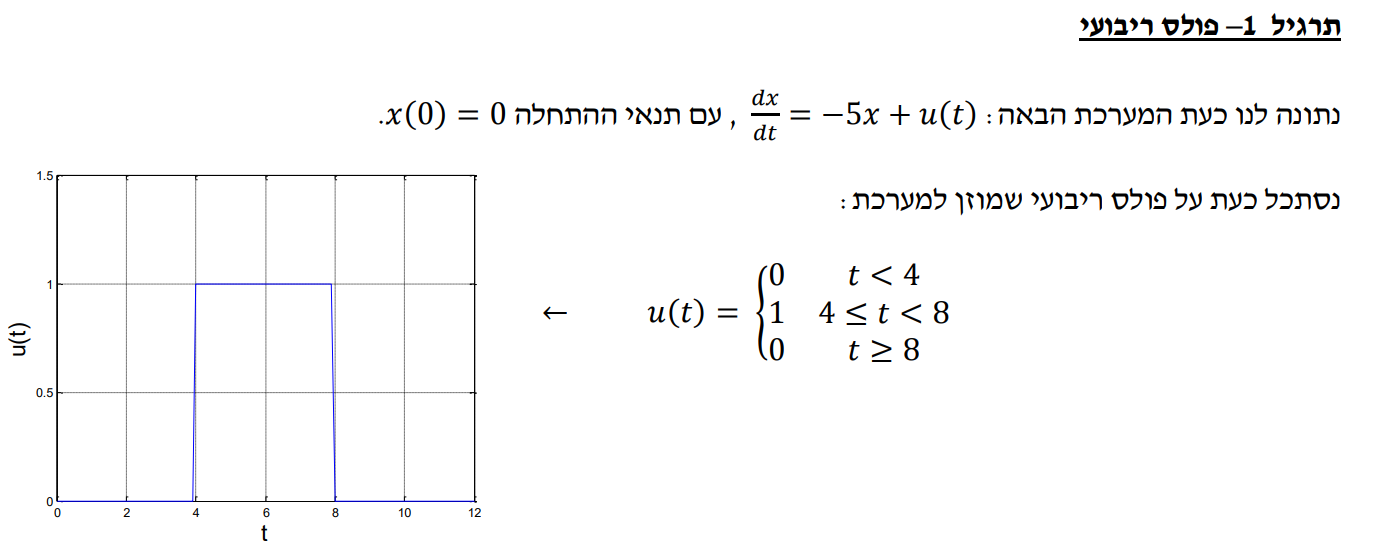 תרגיל 1– פולס ריבועי
נתונה לנו כעת המערכת הבאה: dx/dt = −5x + u(t) , עם תנאי ההתחלה x(0) = 0.
נסתכל כעת על פולס ריבועי שמוזן למערכת:
u(t) = {0 t < 4
1 4 ≤ t < 8
0 t ≥ 8
←
1.5
1
0.5
0
u(t)
0 2 4 6 8 10 12
t